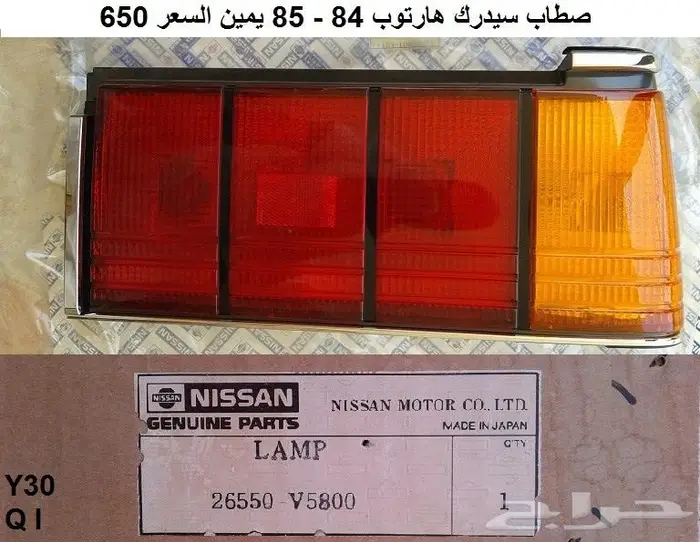 صطاب سيدرك هارتوب 84 - 85 يمين السعر 650
NISSAN
NISSAN MOTOR CO., LTD.
GENUINE PARTS
MADE IN JAPAN
LAMP
Q'TY
26550-V5800
1
Y30
Q I
حراج